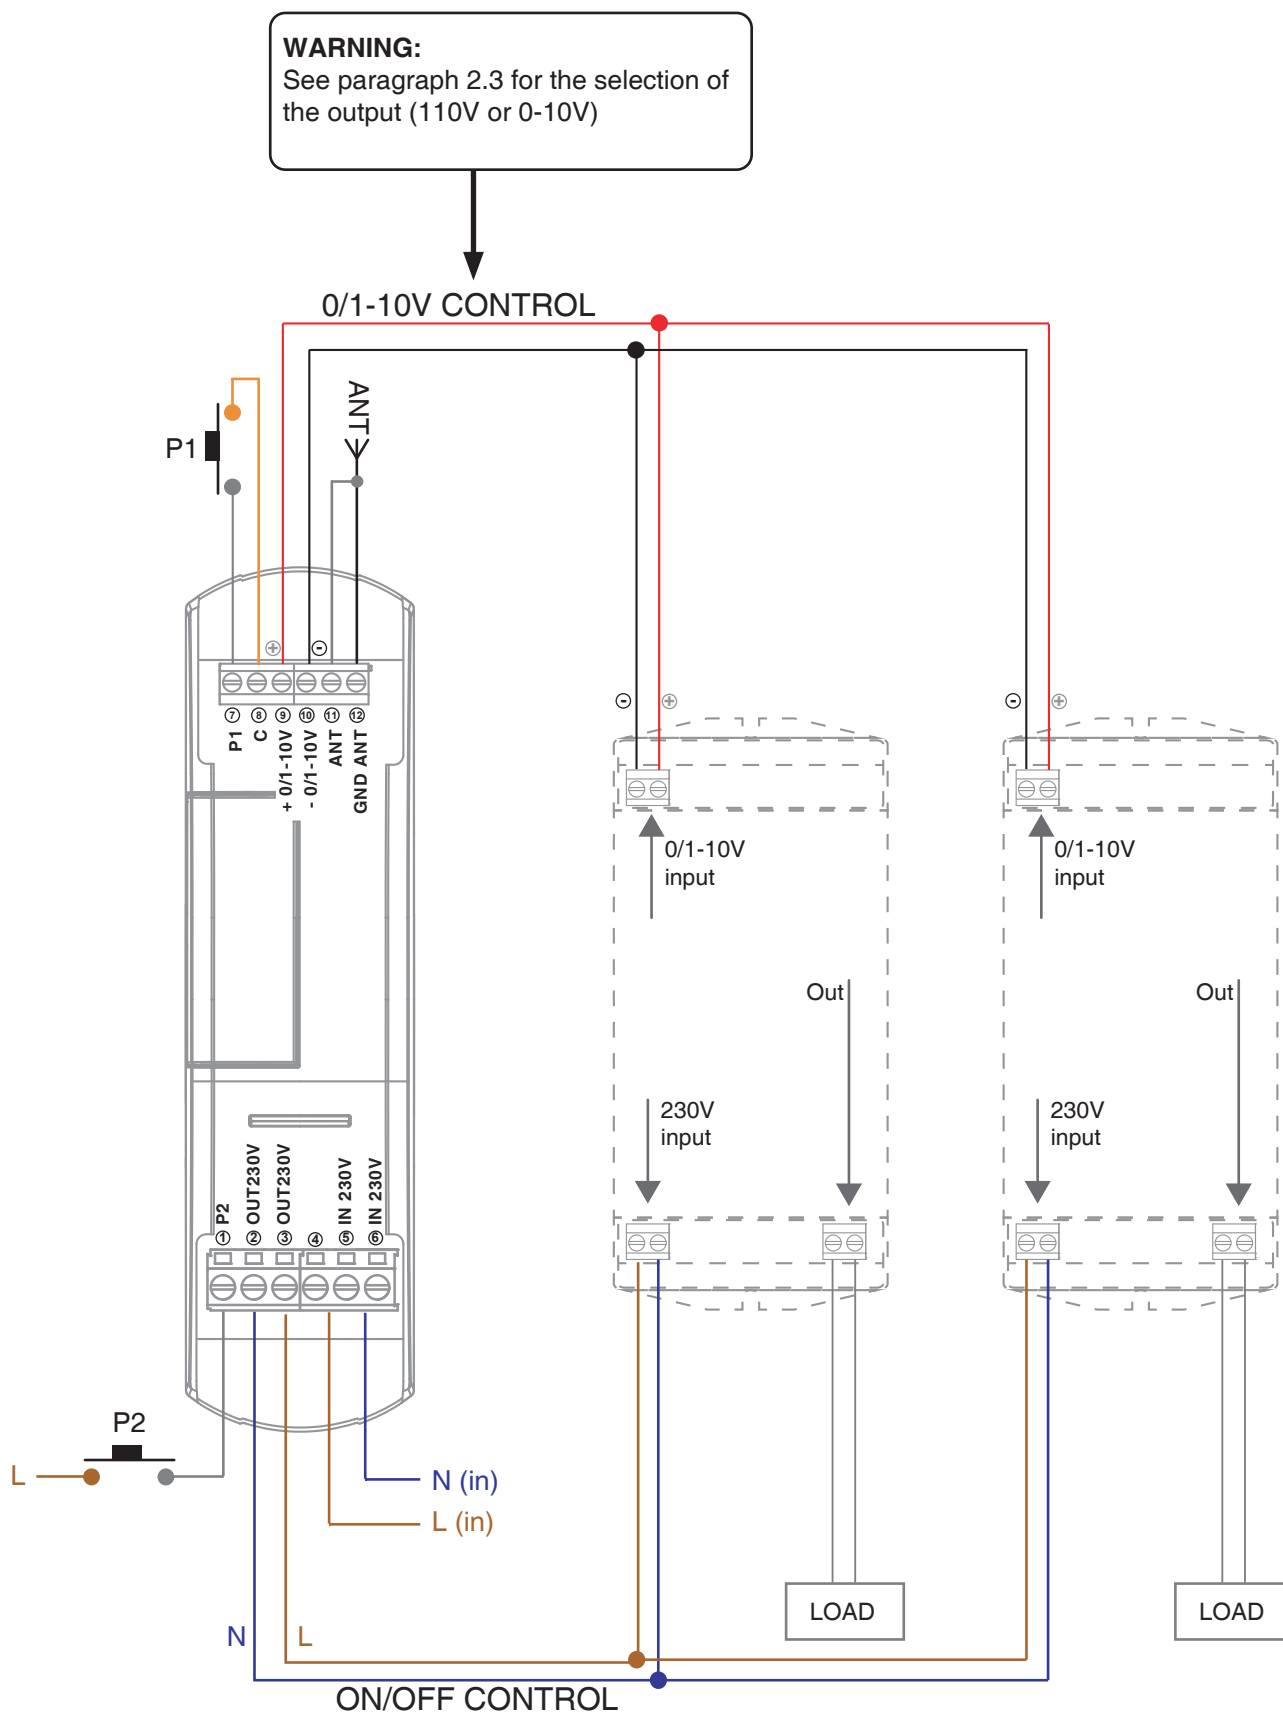 WARNING:
See paragraph 2.3 for the selection of
the output (110V or 0-10V)
0/1-10V CONTROL
P1
ANT
+
-
7 8 9 10 11 12
P1
C
+ 0/1-10V
- 0/1-10V
ANT
GND ANT
-
+
-
+
0/1-10V
input
0/1-10V
input
Out
Out
230V
input
230V
input
P2
OUT230V
OUT230V
IN 230V
IN 230V
1 2 3 4 5 6
P2
L
N (in)
L (in)
LOAD
LOAD
N
L
ON/OFF CONTROL